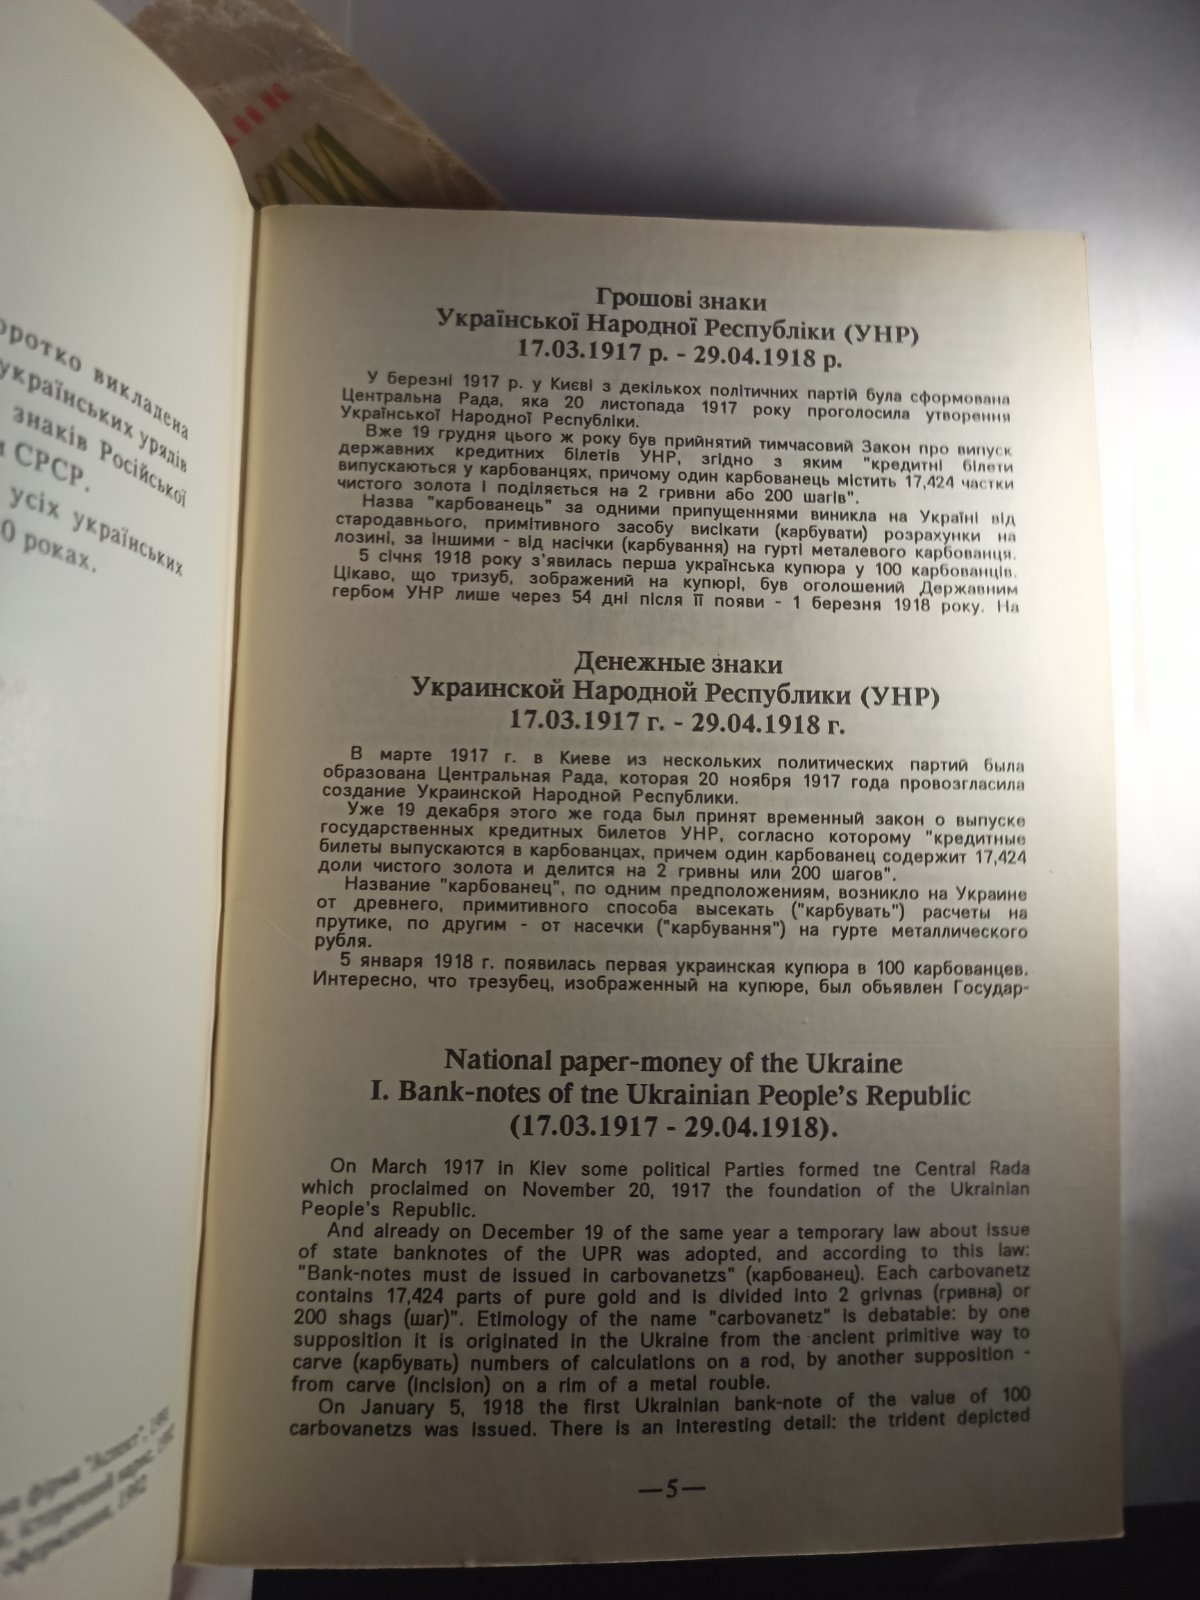 оротко викладена
українських урядів
знаків Російської
СРСР.
усіх українських
0 роках.
Грошові знаки
Української Народної Республіки (УНР)
17.03.1917 р. - 29.04.1918 р.
У березні 1917 р. у Києві з декількох політичних партій була сформована
Центральна Рада, яка 20 листопада 1917 року проголосила утворення
Української Народної Республіки.
Вже 19 грудня цього ж року був прийнятий тимчасовий Закон про випуск
державних кредитних білетів УНР, згідно з яким "кредитні білети
випускаються у карбованцях, причому один карбованець містить 17,424 частки
чистого золота і поділяється на 2 гривни або 200 шагів".
Назва "карбованець" за одними припущеннями виникла на Україні від
стародавнього, примітивного засобу висікати (карбувати) розрахунки на
лозині, за іншими - від насічки (карбування) на гурті металевого карбованця.
5 січня 1918 року з'явилась перша українська купюра у 100 карбованців.
Цікаво, що тризуб, зображений на купюрі, був оголошений Державним
гербом УНР лише через 54 дні після її появи - 1 березня 1918 року. На
Денежные знаки
Украинской Народной Республики (УНР)
17.03.1917 г. - 29.04.1918 г.
В марте 1917 г. в Киеве из нескольких политических партий была
образована Центральная Рада, которая 20 ноября 1917 года провозгласила
создание Украинской Народной Республики.
Уже 19 декабря этого же года был принят временный закон о выпуске
государственных кредитных билетов УНР, согласно которому "кредитные
билеты выпускаются в карбованцах, причем один карбованец содержит 17,424
доли чистого золота и делится на 2 гривны или 200 шагов".
Название "карбованец", по одним предположениям, возникло на Украине
от древнего, примитивного способа высекать ("карбувать") расчеты на
прутике, по другим - от насечки ("карбування") на гурте металлического
рубля.
5 января 1918 г. появилась первая украинская купюра в 100 карбованцев.
Интересно, что трезубец, изображенный на купюре, был объявлен Государ-
National paper-money of the Ukraine
I. Bank-notes of tne Ukrainian People's Republic
(17.03.1917 - 29.04.1918).
On March 1917 in Kiev some political Parties formed tne Central Rada
which proclaimed on November 20, 1917 the foundation of the Ukrainian
People's Republic.
And already on December 19 of the same year a temporary law about issue
of state banknotes of the UPR was adopted, and according to this law:
"Bank-notes must de issued in carbovanetzs" (карбованец). Each carbovanetz
contains 17,424 parts of pure gold and is divided into 2 grivnas (гривна) or
200 shags (шаг)". Etimology of the name "carbovanetz" is debatable: by one
supposition it is originated in the Ukraine from the ancient primitive way to
carve (карбувать) numbers of calculations on a rod, by another supposition -
from carve (incision) on a rim of a metal rouble.
On January 5, 1918 the first Ukrainian bank-note of the value of 100
carbovanetzs was issued. There is an interesting detail: the trident depicted
—5—